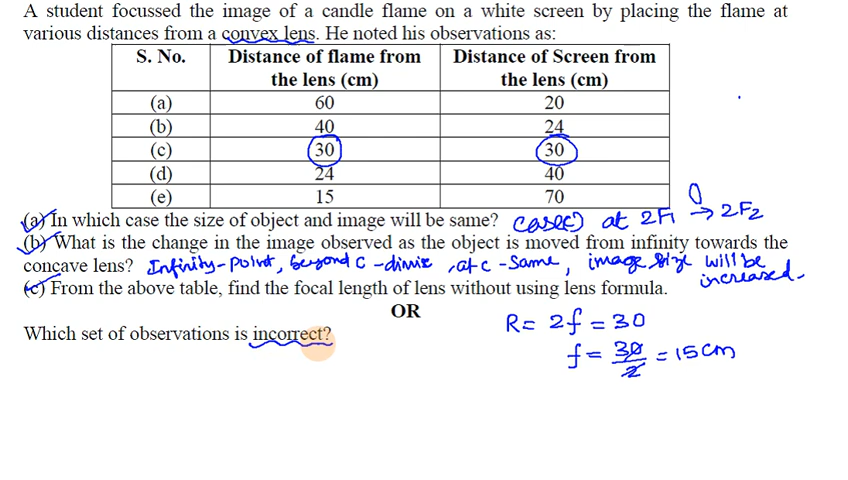 A student focussed the image of a candle flame on a white screen by placing the flame at
various distances from a convex lens. He noted his observations as:
S. No. Distance of flame from the lens (cm) Distance of Screen from the lens (cm)
(a) 60 20
(b) 40 24
(c) 30 30
(d) 24 40
(e) 15 70
(a) In which case the size of object and image will be same? Case(c) at 2F1 → 2F2
(b) What is the change in the image observed as the object is moved from infinity towards the
concave lens? Infinity-Point, beyond C - dimi, at C - Same, image size will be
increased.
(c) From the above table, find the focal length of lens without using lens formula.
OR
R = 2f = 30
Which set of observations is incorrect?
f = 30/2 = 15 cm